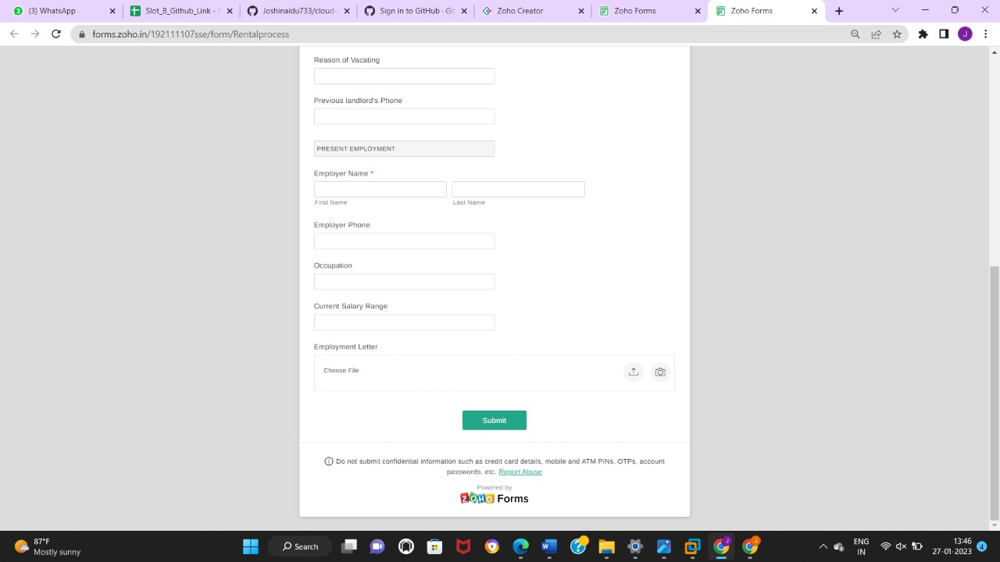 3 (3) WhatsApp
Slot_B_Github_Link - G
Jabsinaidu733/cloud
Sign in to GitHub - Git
Zoho Creator
Zoho Forms
Zoho Forms
forms.zoho.in/192111107sse/form/Rentalprocess
J
Reason of Vacating
Previous landlord's Phone
PRESENT EMPLOYMENT
Employer Name *
First Name Last Name
Employer Phone
Occupation
Current Salary Range
Employment Letter
Choose File
Submit
Do not submit confidential information such as credit card details, mobile and ATM PINs, OTPs, account
passwords, etc. Report Abuse
Powered by
ZOHO Forms
87°F
Mostly sunny
Search
ENG
IN
13:46
27-01-2023
4